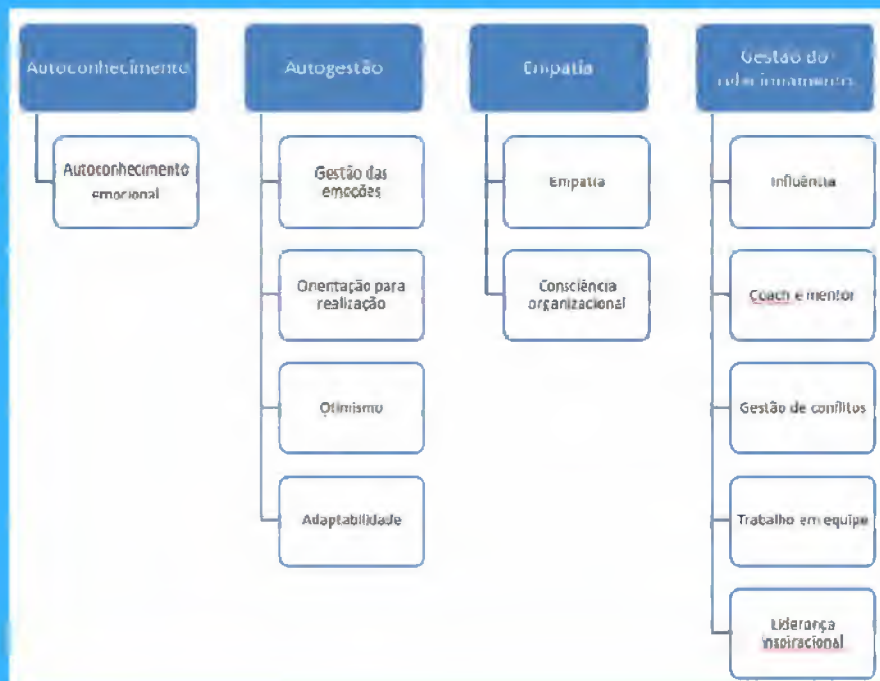 Autoconhecimento
Autoconhecimento
emocional
Autogestão
Gestão das
emoções
Orientação para
realização
Otimismo
Adaptabilidade
Empatia
Empatia
Consciência
organizacional
Gestão do
relacionamento
Influência
Coach e mentor
Gestão de conflitos
Trabalho em equipe
Liderança
inspiracional